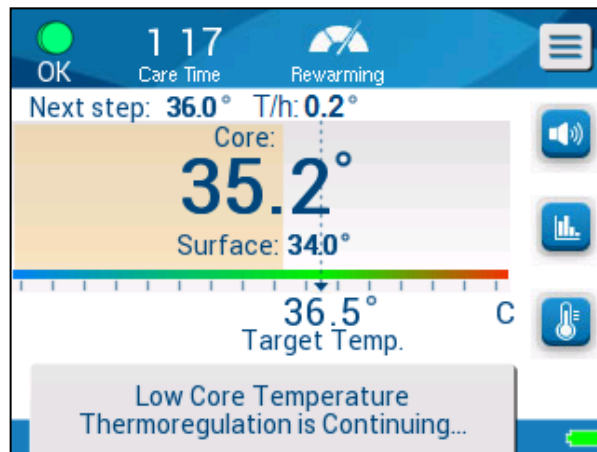 1 17
OK Care Time Rewarming
Next step: 36.0° T/h: 0.2°
Core:
35.2°
Surface: 34.0°
36.5° C
Target Temp.
Low Core Temperature
Thermoregulation is Continuing...